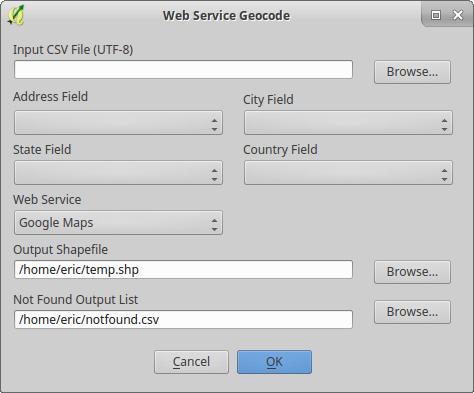 Web Service Geocode
Input CSV File (UTF-8)
Browse...
Address Field
City Field
State Field
Country Field
Web Service
Google Maps
Output Shapefile
/home/eric/temp.shp
Browse...
Not Found Output List
/home/eric/notfound.csv
Browse...
Cancel
OK